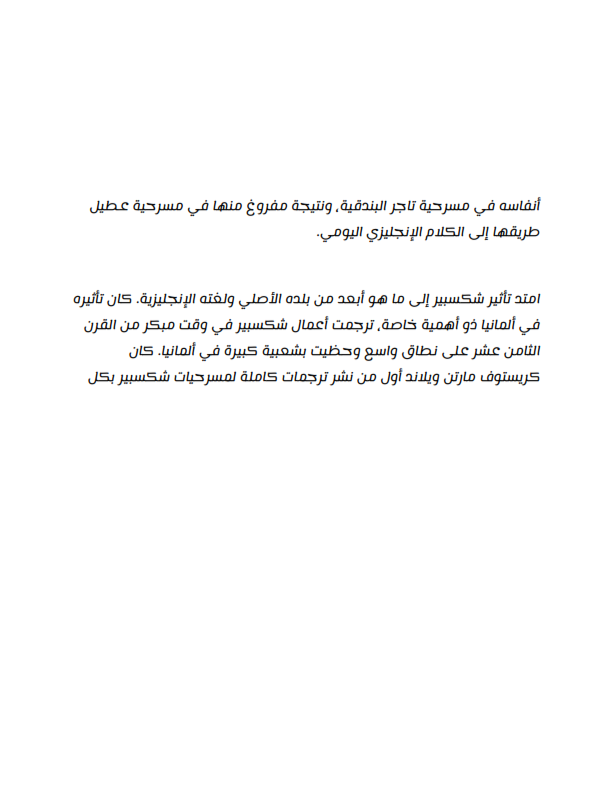 أنفاسه في مسرحية تاجر البندقية، ونتيجة مفروغ منها في مسرحية عطيل
طريقها إلى الكلام الإنجليزي اليومي.
امتد تأثير شكسبير إلى ما هو أبعد من بلده الأصلي ولغته الإنجليزية. كان تأثيره
في ألمانيا ذو أهمية خاصة، ترجمت أعمال شكسبير في وقت مبكر من القرن
الثامن عشر على نطاق واسع وحظيت بشعبية كبيرة في ألمانيا. كان
كريستوف مارتن ويلاند أول من نشر ترجمات كاملة لمسرحيات شكسبير بكل